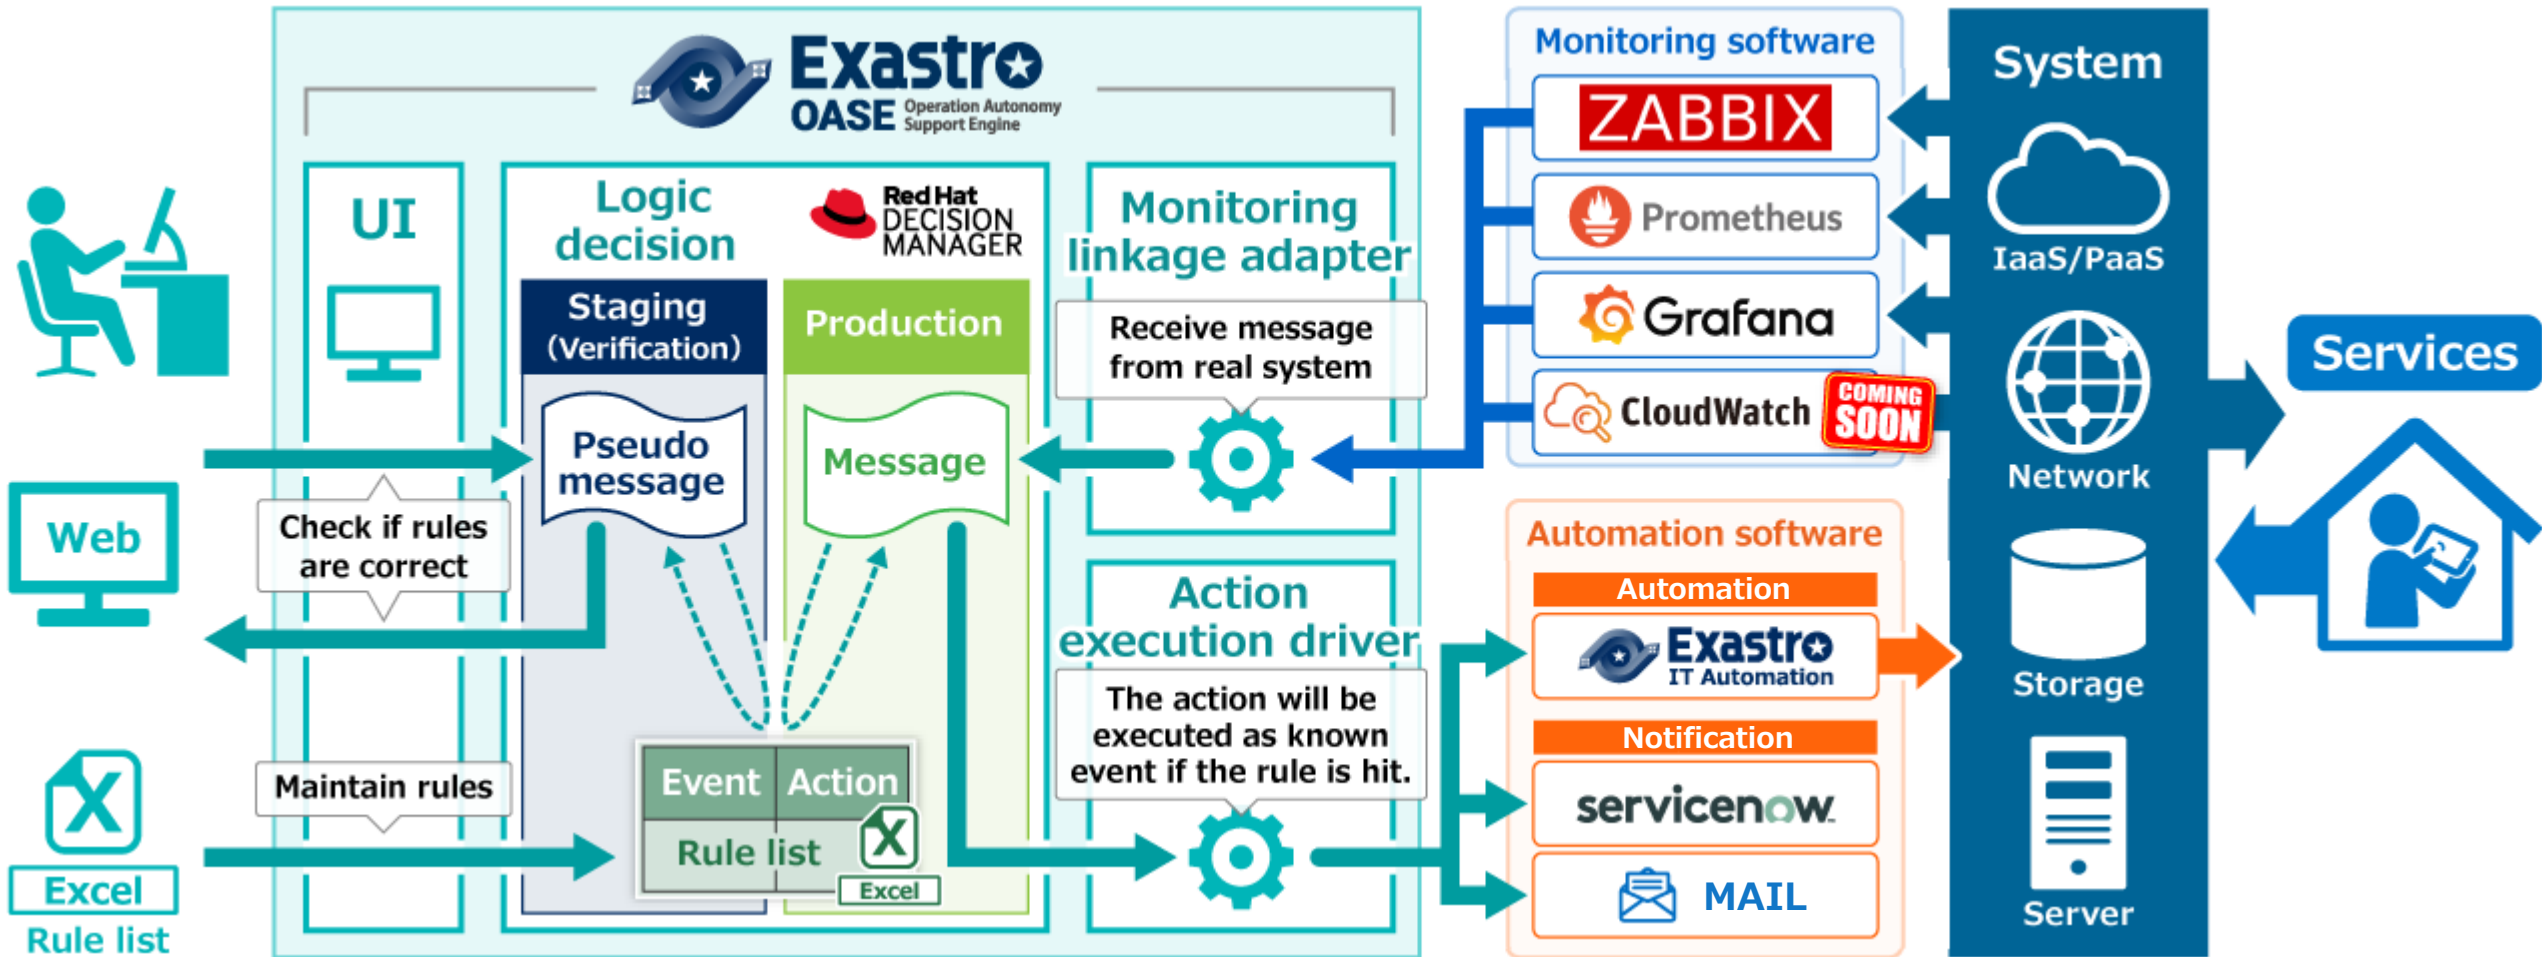 Exastro
OASE Operation Autonomy
Support Engine
UI
Logic
decision
Red Hat
DECISION
MANAGER
Staging
(Verification)
Production
Pseudo
message
Message
Web
Check if rules
are correct
Maintain rules
Excel
Rule list
Event Action
Rule list
Excel
Monitoring
linkage adapter
Receive message
from real system
Action
execution driver
The action will be
executed as known
event if the rule is hit.
Monitoring software
ZABBIX
Prometheus
Grafana
CloudWatch
COMING
SOON
Automation software
Automation
Exastro
IT Automation
Notification
servicenow
MAIL
System
IaaS/PaaS
Network
Storage
Server
Services